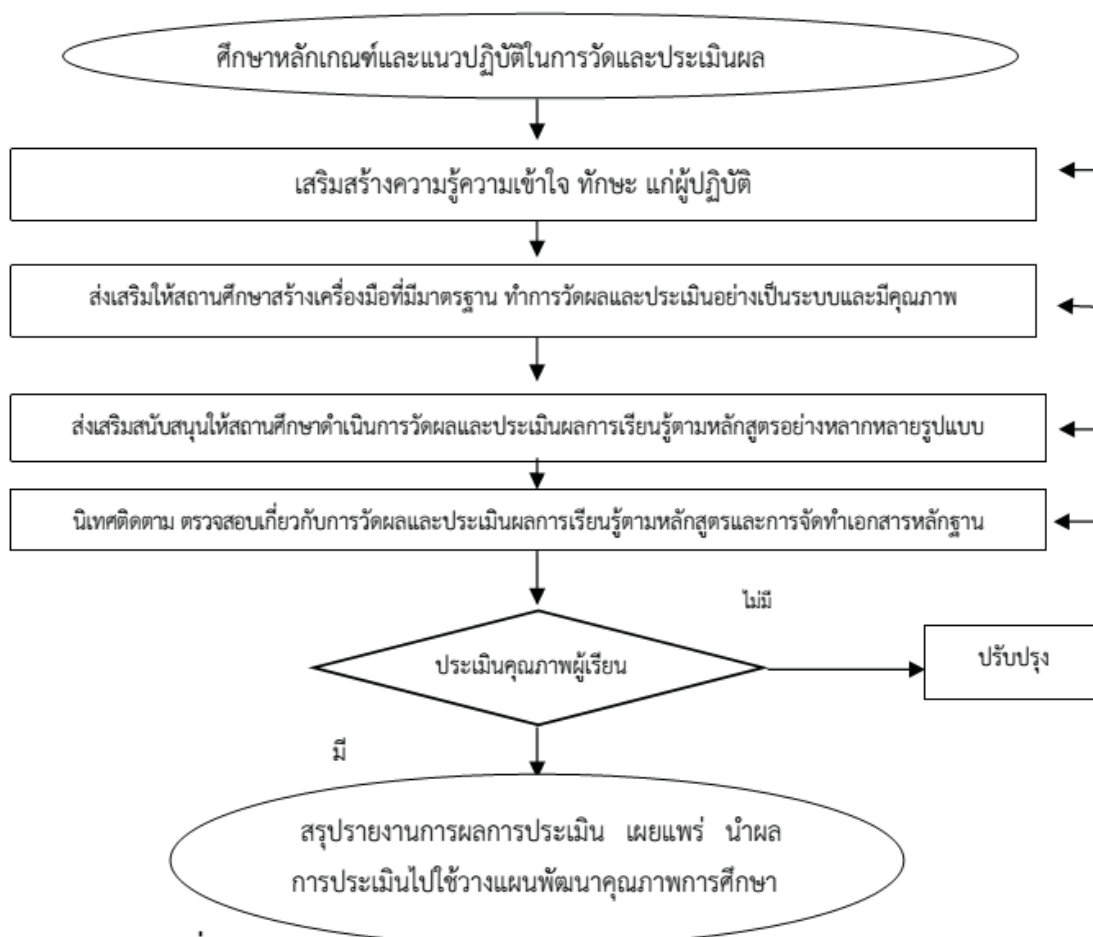 ศึกษาหลักเกณฑ์และแนวปฏิบัติในการวัดและประเมินผล
เสริมสร้างความรู้ความเข้าใจ ทักษะ แก่ผู้ปฏิบัติ
ส่งเสริมให้สถานศึกษาสร้างเครื่องมือที่มีมาตรฐาน ทำการวัดผลและประเมินอย่างเป็นระบบและมีคุณภาพ
ส่งเสริมสนับสนุนให้สถานศึกษาดำเนินการวัดผลและประเมินผลการเรียนรู้ตามหลักสูตรอย่างหลากหลายรูปแบบ
นิเทศติดตาม ตรวจสอบเกี่ยวกับการวัดผลและประเมินผลการเรียนรู้ตามหลักสูตรและการจัดทำเอกสารหลักฐาน
ไม่มี
ประเมินคุณภาพผู้เรียน
ปรับปรุง
มี
สรุปรายงานการผลการประเมิน เผยแพร่ นำผล
การประเมินไปใช้วางแผนพัฒนาคุณภาพการศึกษา